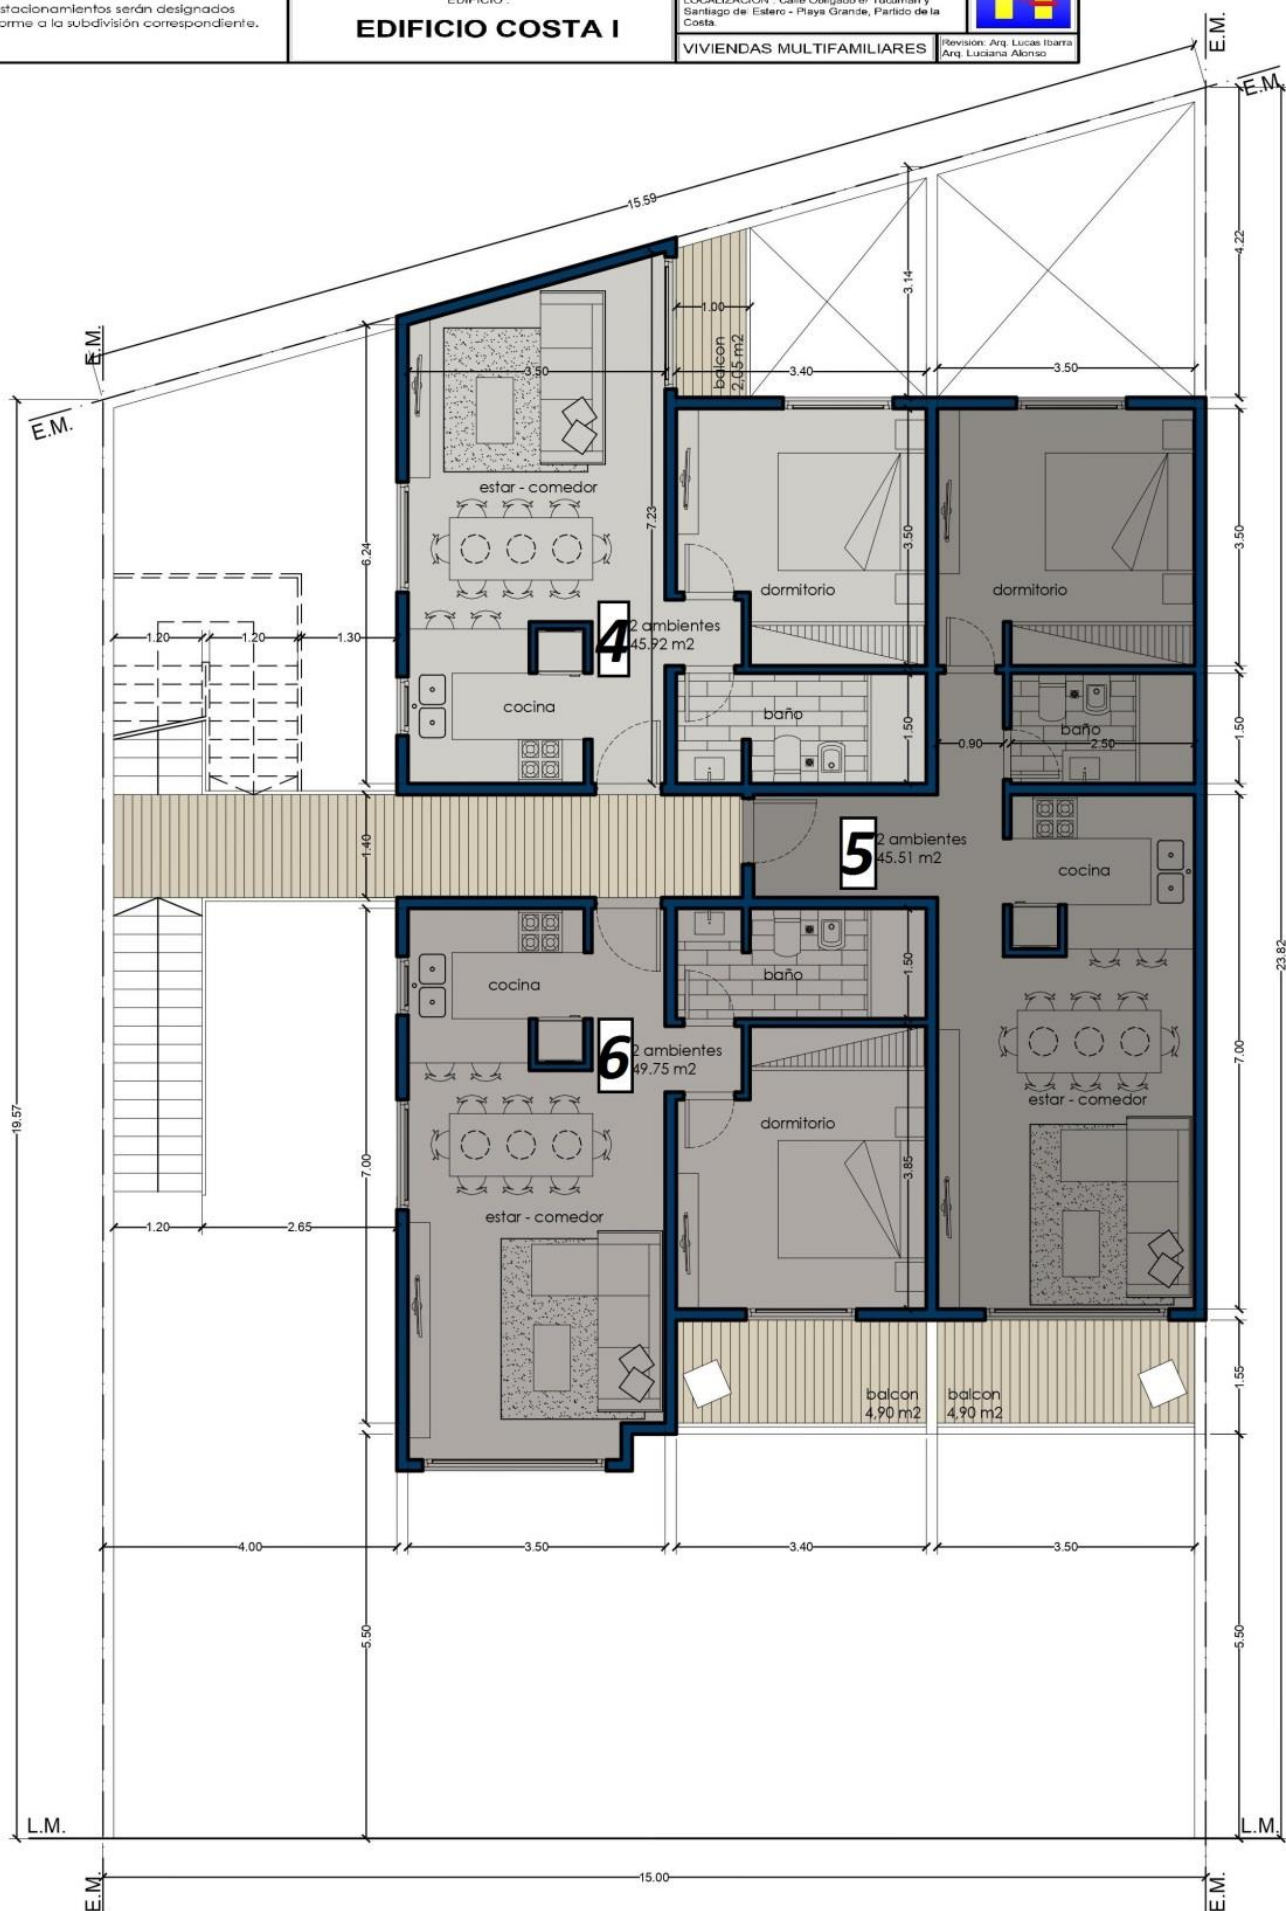 stacionamientos serán designados
orme a la subdivisión correspondiente.
EDIFICIO :
EDIFICIO COSTA I
LOCALIZACIÓN : Calle Obligado e/ Tucumán y
Santiago del Estero - Playa Grande, Partido de la
Costa.
VIVIENDAS MULTIFAMILIARES
Revisión: Arq. Lucas Ibarra
Arq. Luciana Alonso
E.M.
E.M.
15.59
4.22
3.14
E.M.
E.M.
1.00
balcon
2,05 m2
3.50
3.40
3.50
estar - comedor
7.23
6.24
3.50
3.50
dormitorio
dormitorio
1.20
1.20
1.30
4
2 ambientes
45.92 m2
cocina
baño
1.50
baño
0.90
2.50
1.50
1.40
5
2 ambientes
45.51 m2
cocina
cocina
baño
1.50
23.82
6
2 ambientes
49.75 m2
7.00
estar - comedor
dormitorio
19.57
7.00
3.85
1.20
2.65
estar - comedor
balcon
4,90 m2
balcon
4,90 m2
1.55
4.00
3.50
3.40
3.50
5.50
5.50
L.M.
L.M.
15.00
E.M.
E.M.